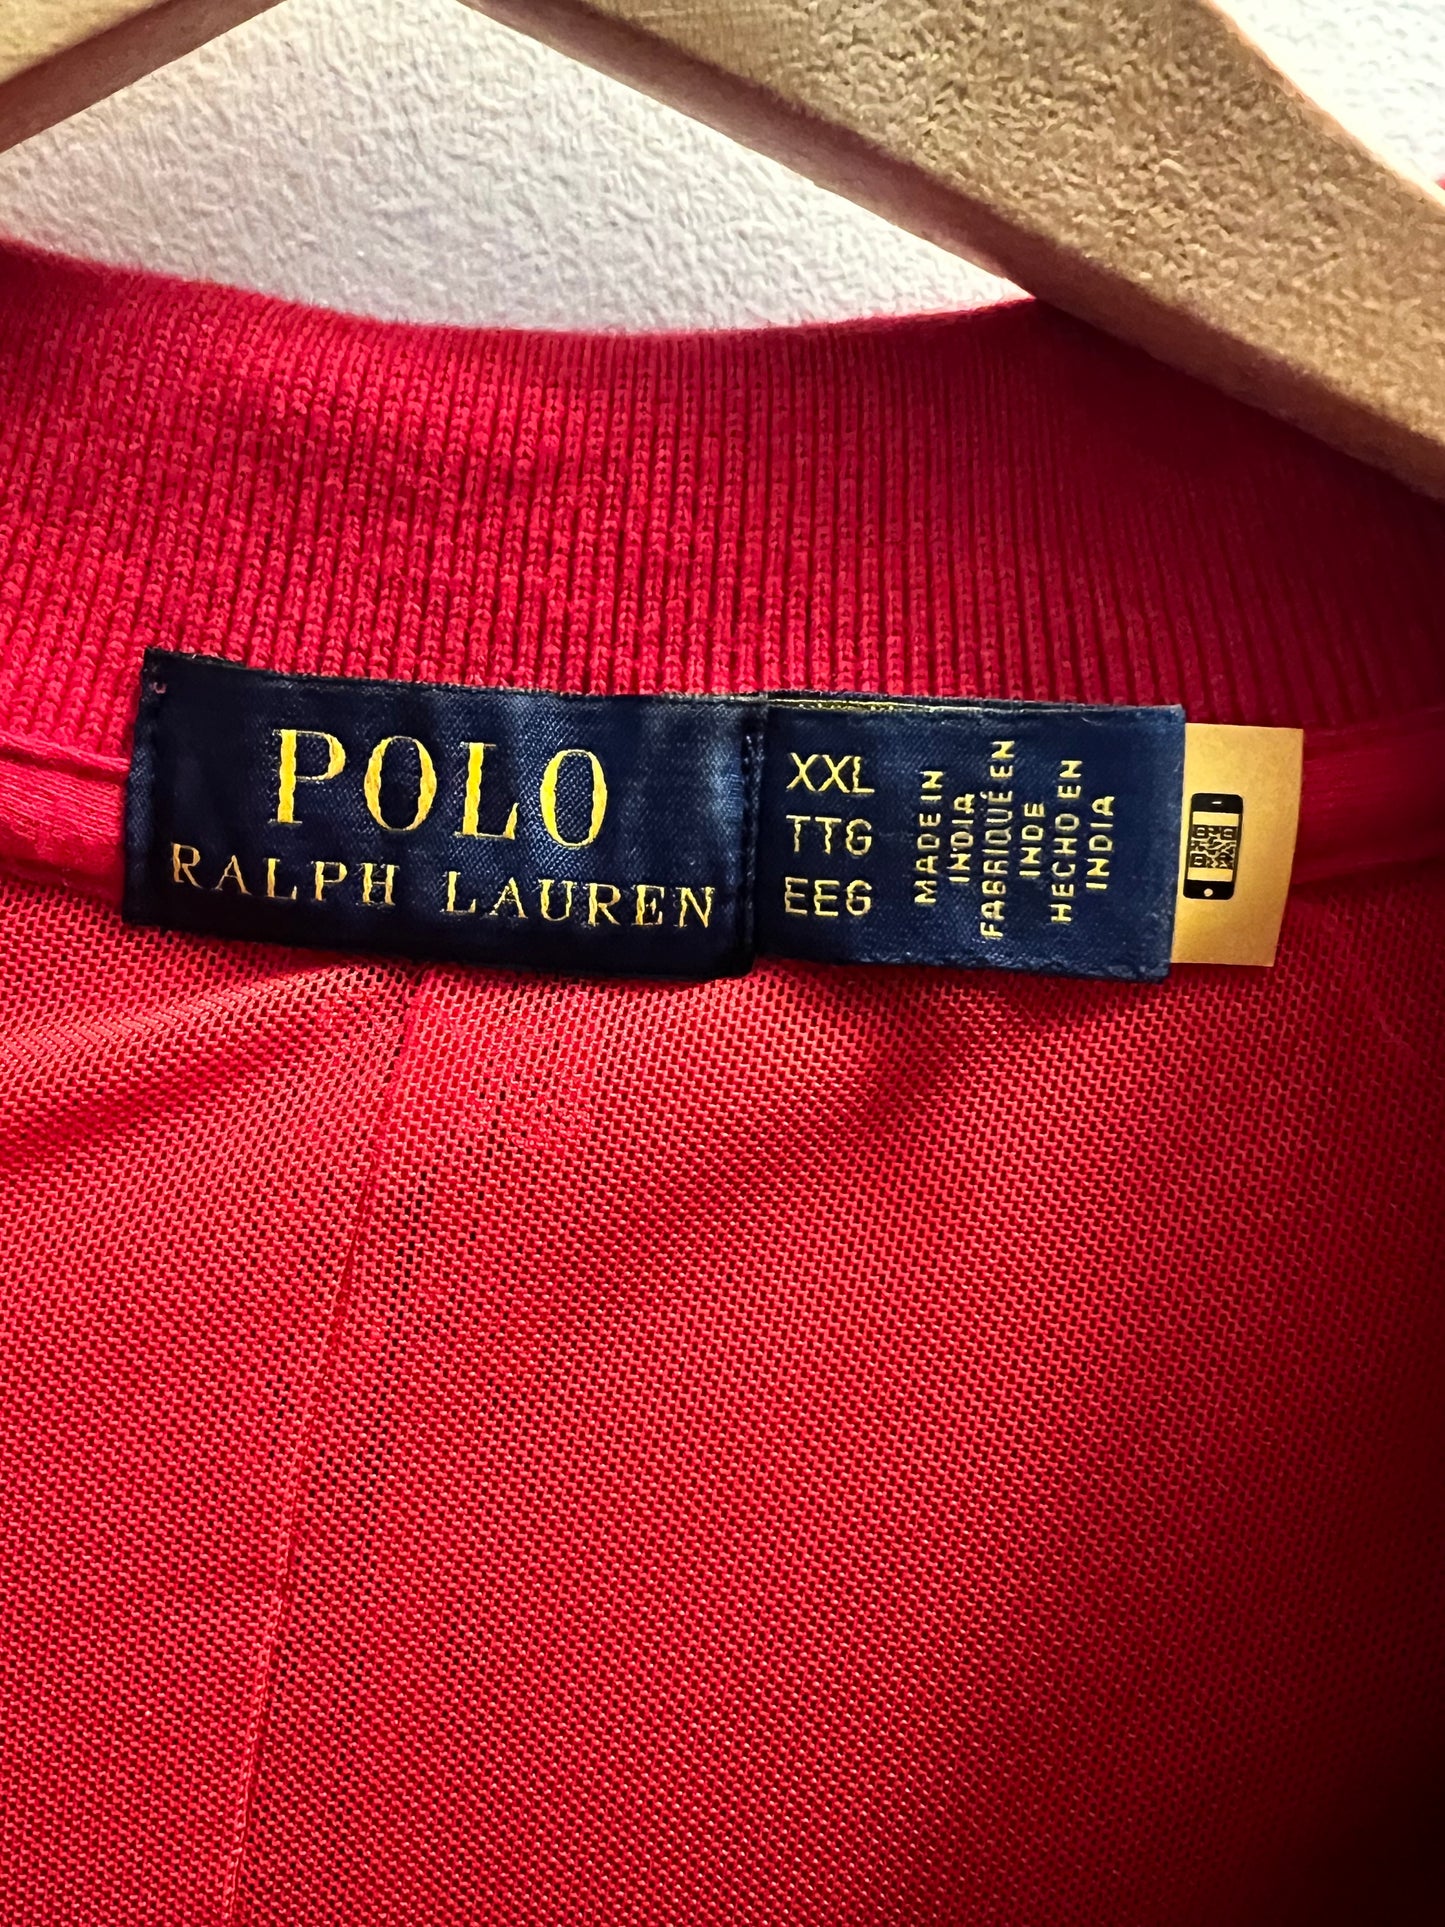 POLO
RALPH LAUREN
XXL
TTG
EEG
MADE IN
INDIA
FABRIQUÉ EN
INDE
HECHO EN
INDIA